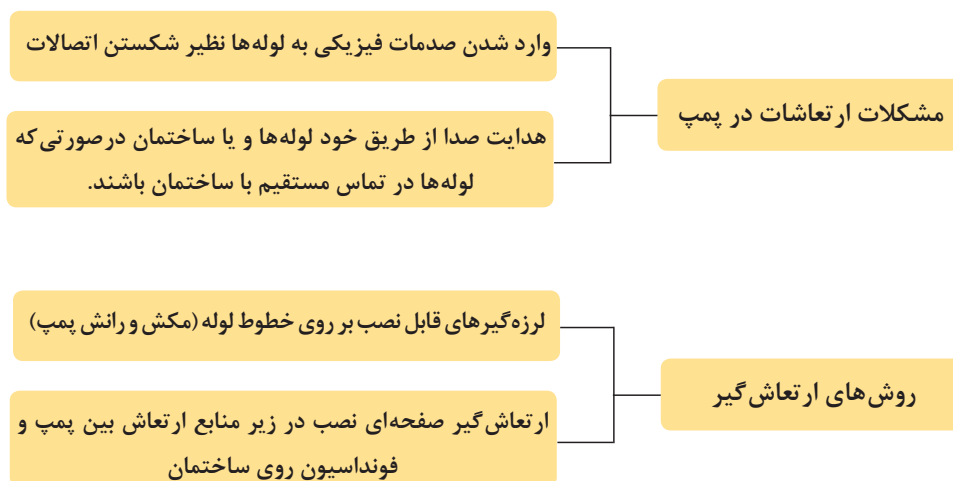 مشکلات ارتعاشات در پمپ
وارد شدن صدمات فیزیکی به لوله‌ها نظیر شکستن اتصالات
هدایت صدا از طریق خود لوله‌ها و یا ساختمان درصورتی‌که
لوله‌ها در تماس مستقیم با ساختمان باشند.
روش‌های ارتعاش‌گیر
لرزه‌گیرهای قابل نصب بر روی خطوط لوله (مکش و رانش پمپ)
ارتعاش‌گیر صفحه‌ای نصب در زیر منابع ارتعاش بین پمپ و
فونداسیون روی ساختمان